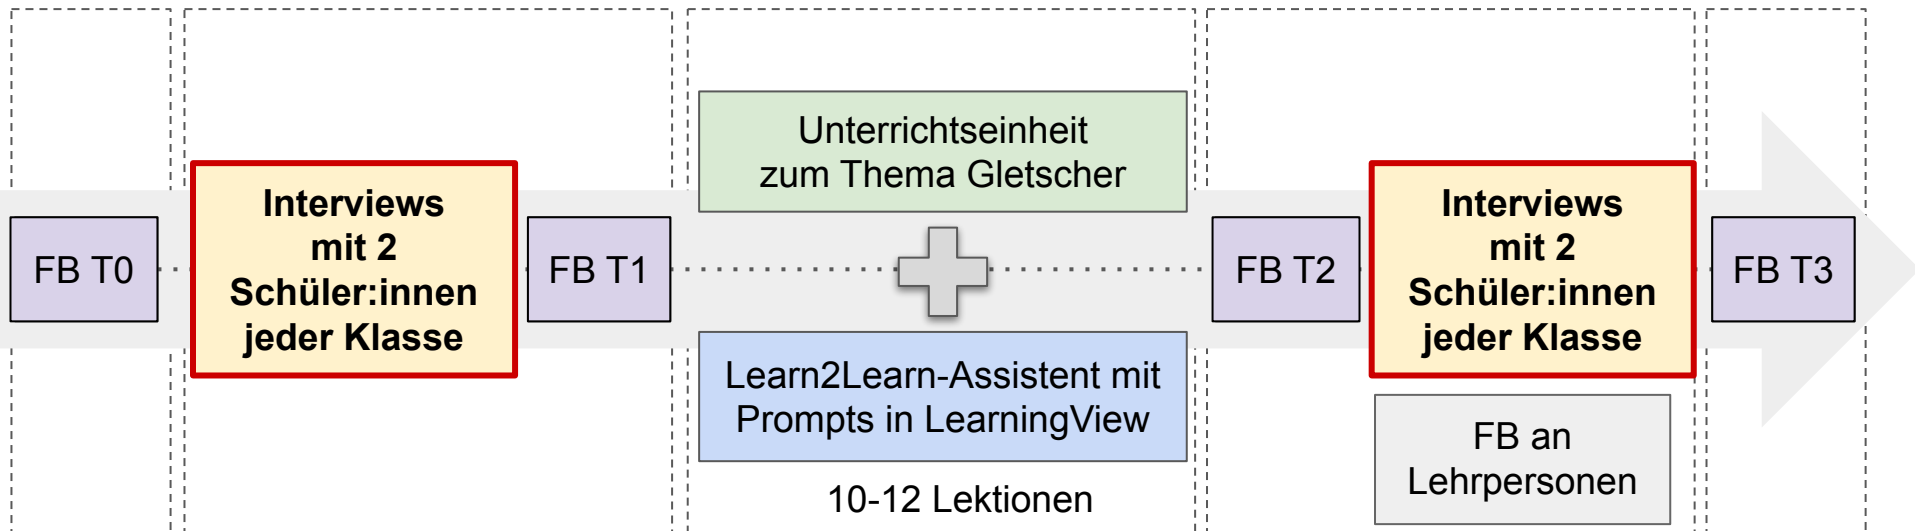 FB T0
Interviews
mit 2
Schüler:innen
jeder Klasse
FB T1
Unterrichtseinheit
zum Thema Gletscher
Learn2Learn-Assistent mit
Prompts in LearningView
10-12 Lektionen
FB T2
Interviews
mit 2
Schüler:innen
jeder Klasse
FB an
Lehrpersonen
FB T3